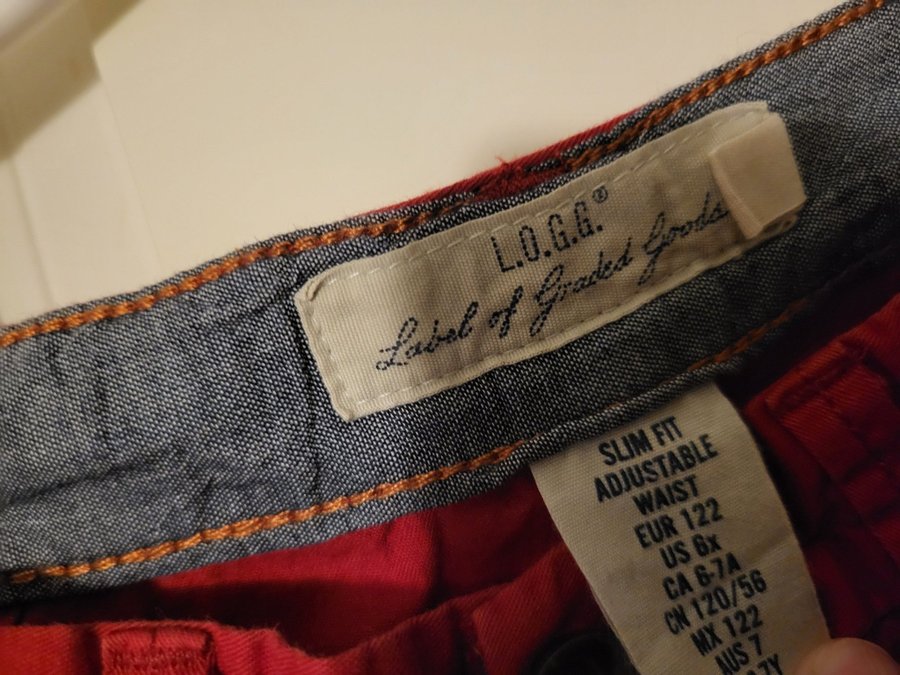 L.O.G.G.®
Label of Graded Goods
SLIM FIT
ADJUSTABLE
WAIST
EUR 122
US 6x
CA 6-7A
CN 120/56
MX 122
AUS 7